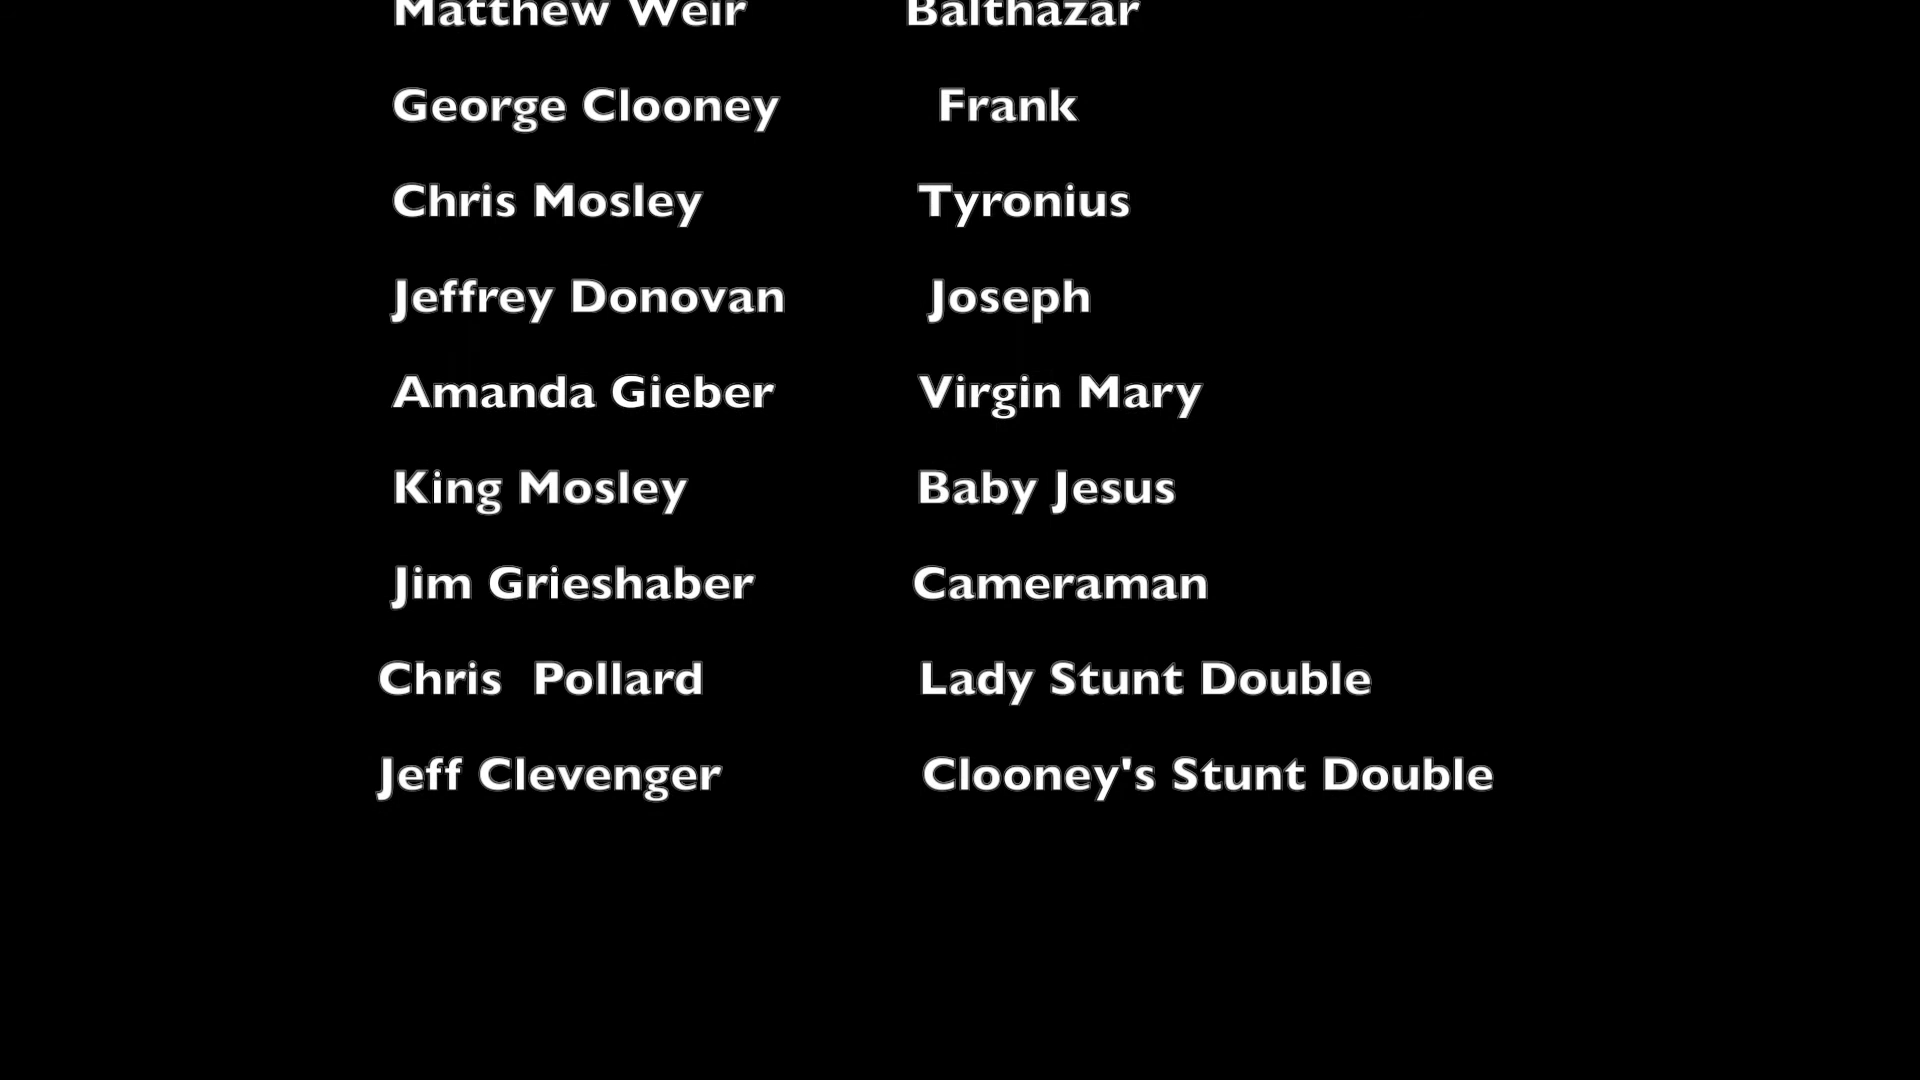 Matthew Weir Balthazar
George Clooney Frank
Chris Mosley Tyronius
Jeffrey Donovan Joseph
Amanda Gieber Virgin Mary
King Mosley Baby Jesus
Jim Grieshaber Cameraman
Chris Pollard Lady Stunt Double
Jeff Clevenger Clooney's Stunt Double